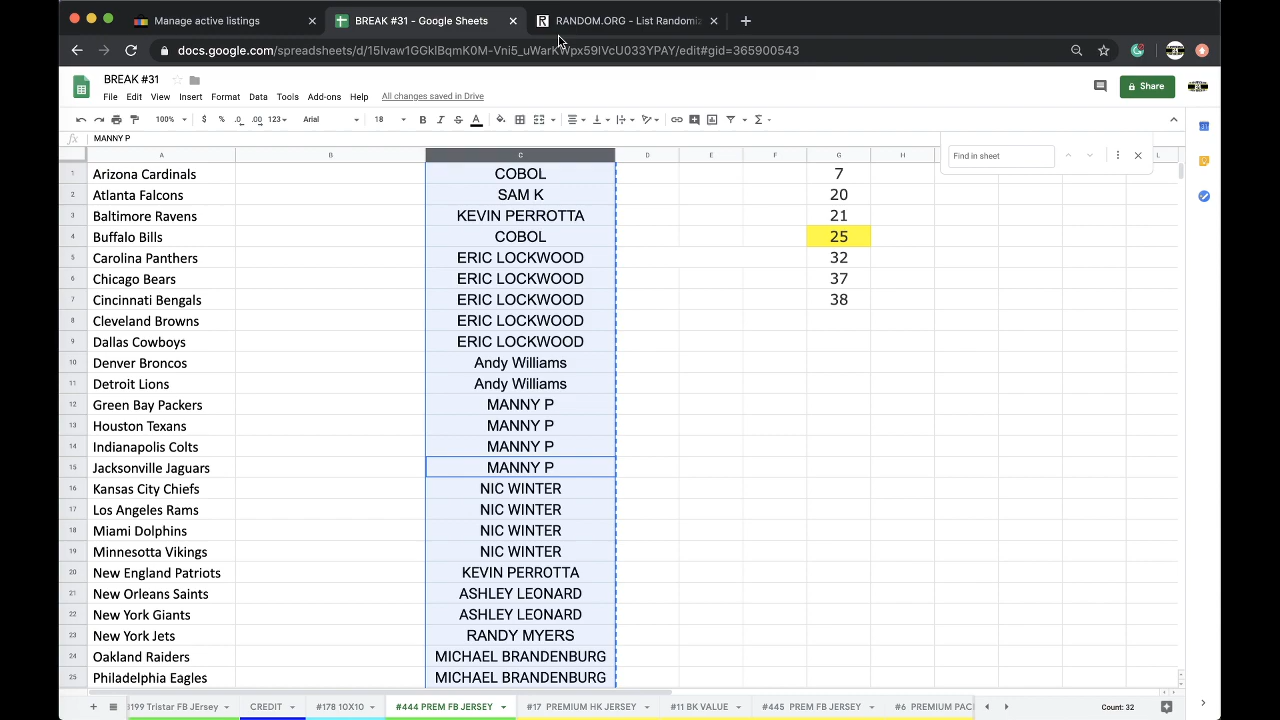 Manage active listings
BREAK #31 - Google Sheets
RANDOM.ORG - List Randomi
docs.google.com/spreadsheets/d/15Ivaw1GGkIBqmK0M-Vni5_uWarKWpx59IVcU033YPAY/edit#gid=365900543
BREAK #31
File Edit View Insert Format Data Tools Add-ons Help All changes saved in Drive
Share
100% $ % .0 .00 123 Arial 18 B I S A
fx MANNY P
Find in sheet
A B C D E F G H L
1 Arizona Cardinals COBOL 7
2 Atlanta Falcons SAM K 20
3 Baltimore Ravens KEVIN PERROTTA 21
4 Buffalo Bills COBOL 25
5 Carolina Panthers ERIC LOCKWOOD 32
6 Chicago Bears ERIC LOCKWOOD 37
7 Cincinnati Bengals ERIC LOCKWOOD 38
8 Cleveland Browns ERIC LOCKWOOD
9 Dallas Cowboys ERIC LOCKWOOD
10 Denver Broncos Andy Williams
11 Detroit Lions Andy Williams
12 Green Bay Packers MANNY P
13 Houston Texans MANNY P
14 Indianapolis Colts MANNY P
15 Jacksonville Jaguars MANNY P
16 Kansas City Chiefs NIC WINTER
17 Los Angeles Rams NIC WINTER
18 Miami Dolphins NIC WINTER
19 Minnesotta Vikings NIC WINTER
20 New England Patriots KEVIN PERROTTA
21 New Orleans Saints ASHLEY LEONARD
22 New York Giants ASHLEY LEONARD
23 New York Jets RANDY MYERS
24 Oakland Raiders MICHAEL BRANDENBURG
25 Philadelphia Eagles MICHAEL BRANDENBURG
199 Tristar FB JErsey CREDIT #178 10X10 #444 PREM FB JERSEY #17 PREMIUM HK JERSEY #11 BK VALUE #445 PREM FB JERSEY #6 PREMIUM PAC Count: 32